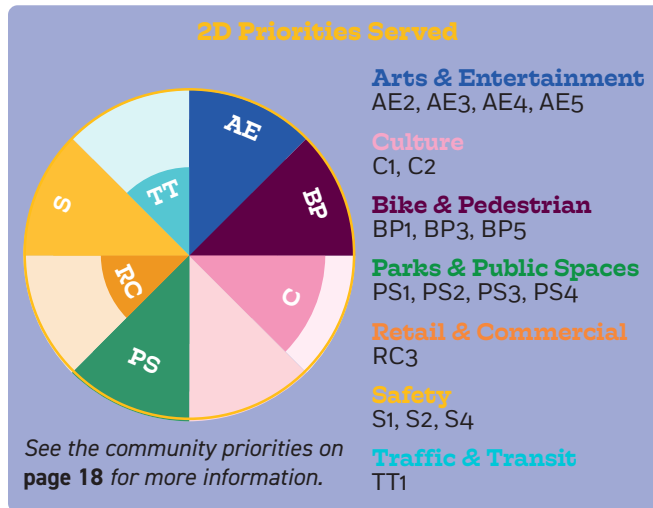 2D Priorities Served
AE
BP
C
PS
RC
S
TT
Arts & Entertainment
AE2, AE3, AE4, AE5
Culture
C1, C2
Bike & Pedestrian
BP1, BP3, BP5
Parks & Public Spaces
PS1, PS2, PS3, PS4
Retail & Commercial
RC3
Safety
S1, S2, S4
Traffic & Transit
TT1
See the community priorities on
page 18 for more information.